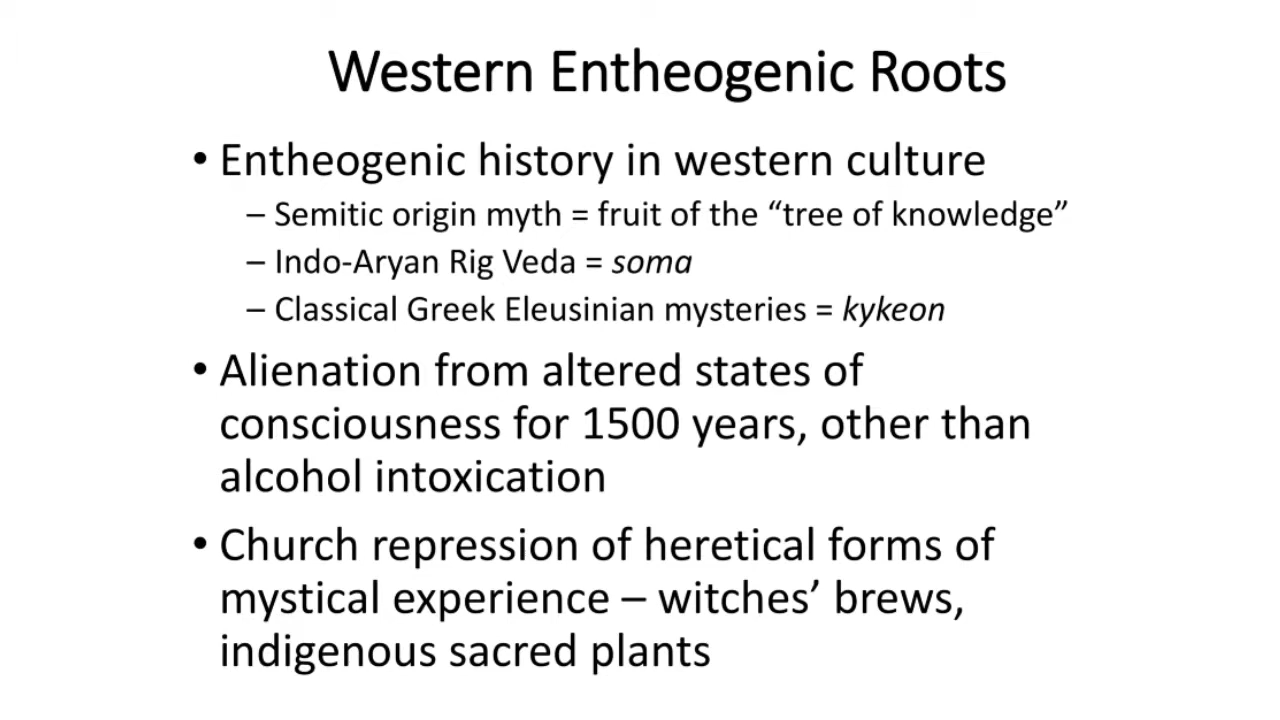 Western Entheogenic Roots
• Entheogenic history in western culture
– Semitic origin myth = fruit of the “tree of knowledge”
– Indo-Aryan Rig Veda = soma
– Classical Greek Eleusinian mysteries = kykeon
• Alienation from altered states of
consciousness for 1500 years, other than
alcohol intoxication
• Church repression of heretical forms of
mystical experience – witches’ brews,
indigenous sacred plants